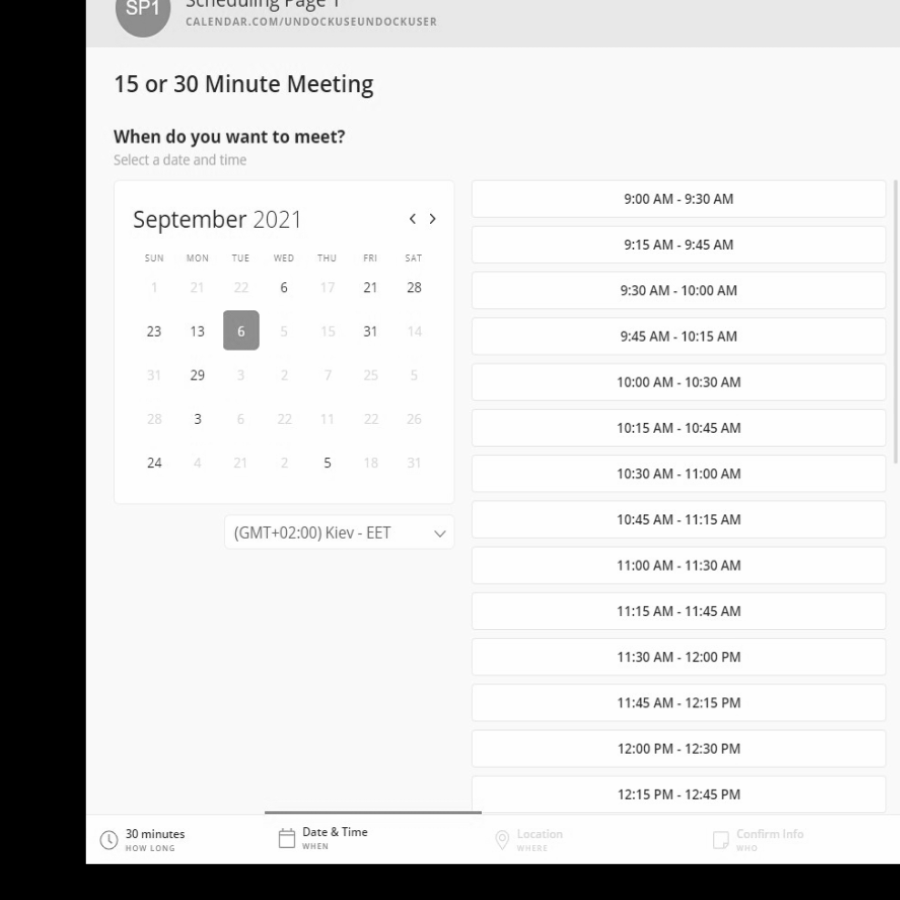 SP1
Scheduling Page 1
CALENDAR.COM/UNDOCKUSEUNDOCKUSER
15 or 30 Minute Meeting
When do you want to meet?
Select a date and time
September 2021
SUN MON TUE WED THU FRI SAT
1 21 22 6 17 21 28
23 13 6 5 15 31 14
31 29 3 2 7 25 5
28 3 6 22 11 22 26
24 4 21 2 5 18 31
(GMT+02:00) Kiev - EET
9:00 AM - 9:30 AM
9:15 AM - 9:45 AM
9:30 AM - 10:00 AM
9:45 AM - 10:15 AM
10:00 AM - 10:30 AM
10:15 AM - 10:45 AM
10:30 AM - 11:00 AM
10:45 AM - 11:15 AM
11:00 AM - 11:30 AM
11:15 AM - 11:45 AM
11:30 AM - 12:00 PM
11:45 AM - 12:15 PM
12:00 PM - 12:30 PM
12:15 PM - 12:45 PM
30 minutes
HOW LONG
Date & Time
WHEN
Location
WHERE
Confirm Info
WHO